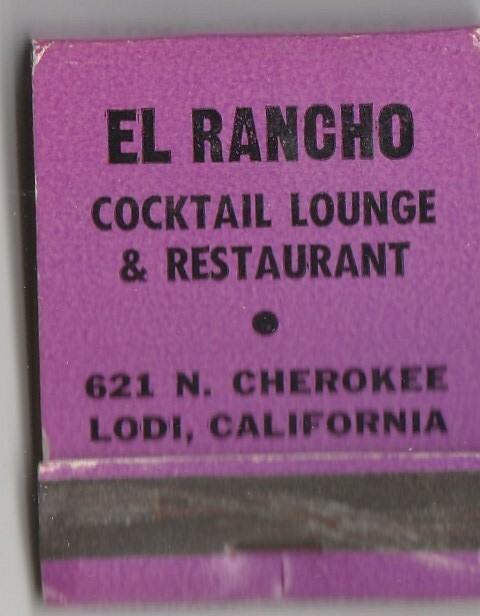 EL RANCHO
COCKTAIL LOUNGE
& RESTAURANT
621 N. CHEROKEE
LODI, CALIFORNIA